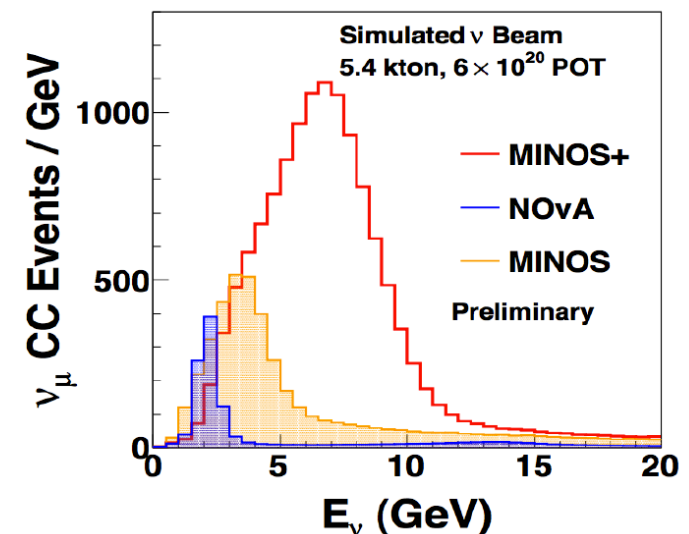 Simulated ν Beam
5.4 kton, 6 × 10²⁰ POT
ν_μ CC Events / GeV
1000
500
0
MINOS+
NOvA
MINOS
Preliminary
0 5 10 15 20
E_ν (GeV)